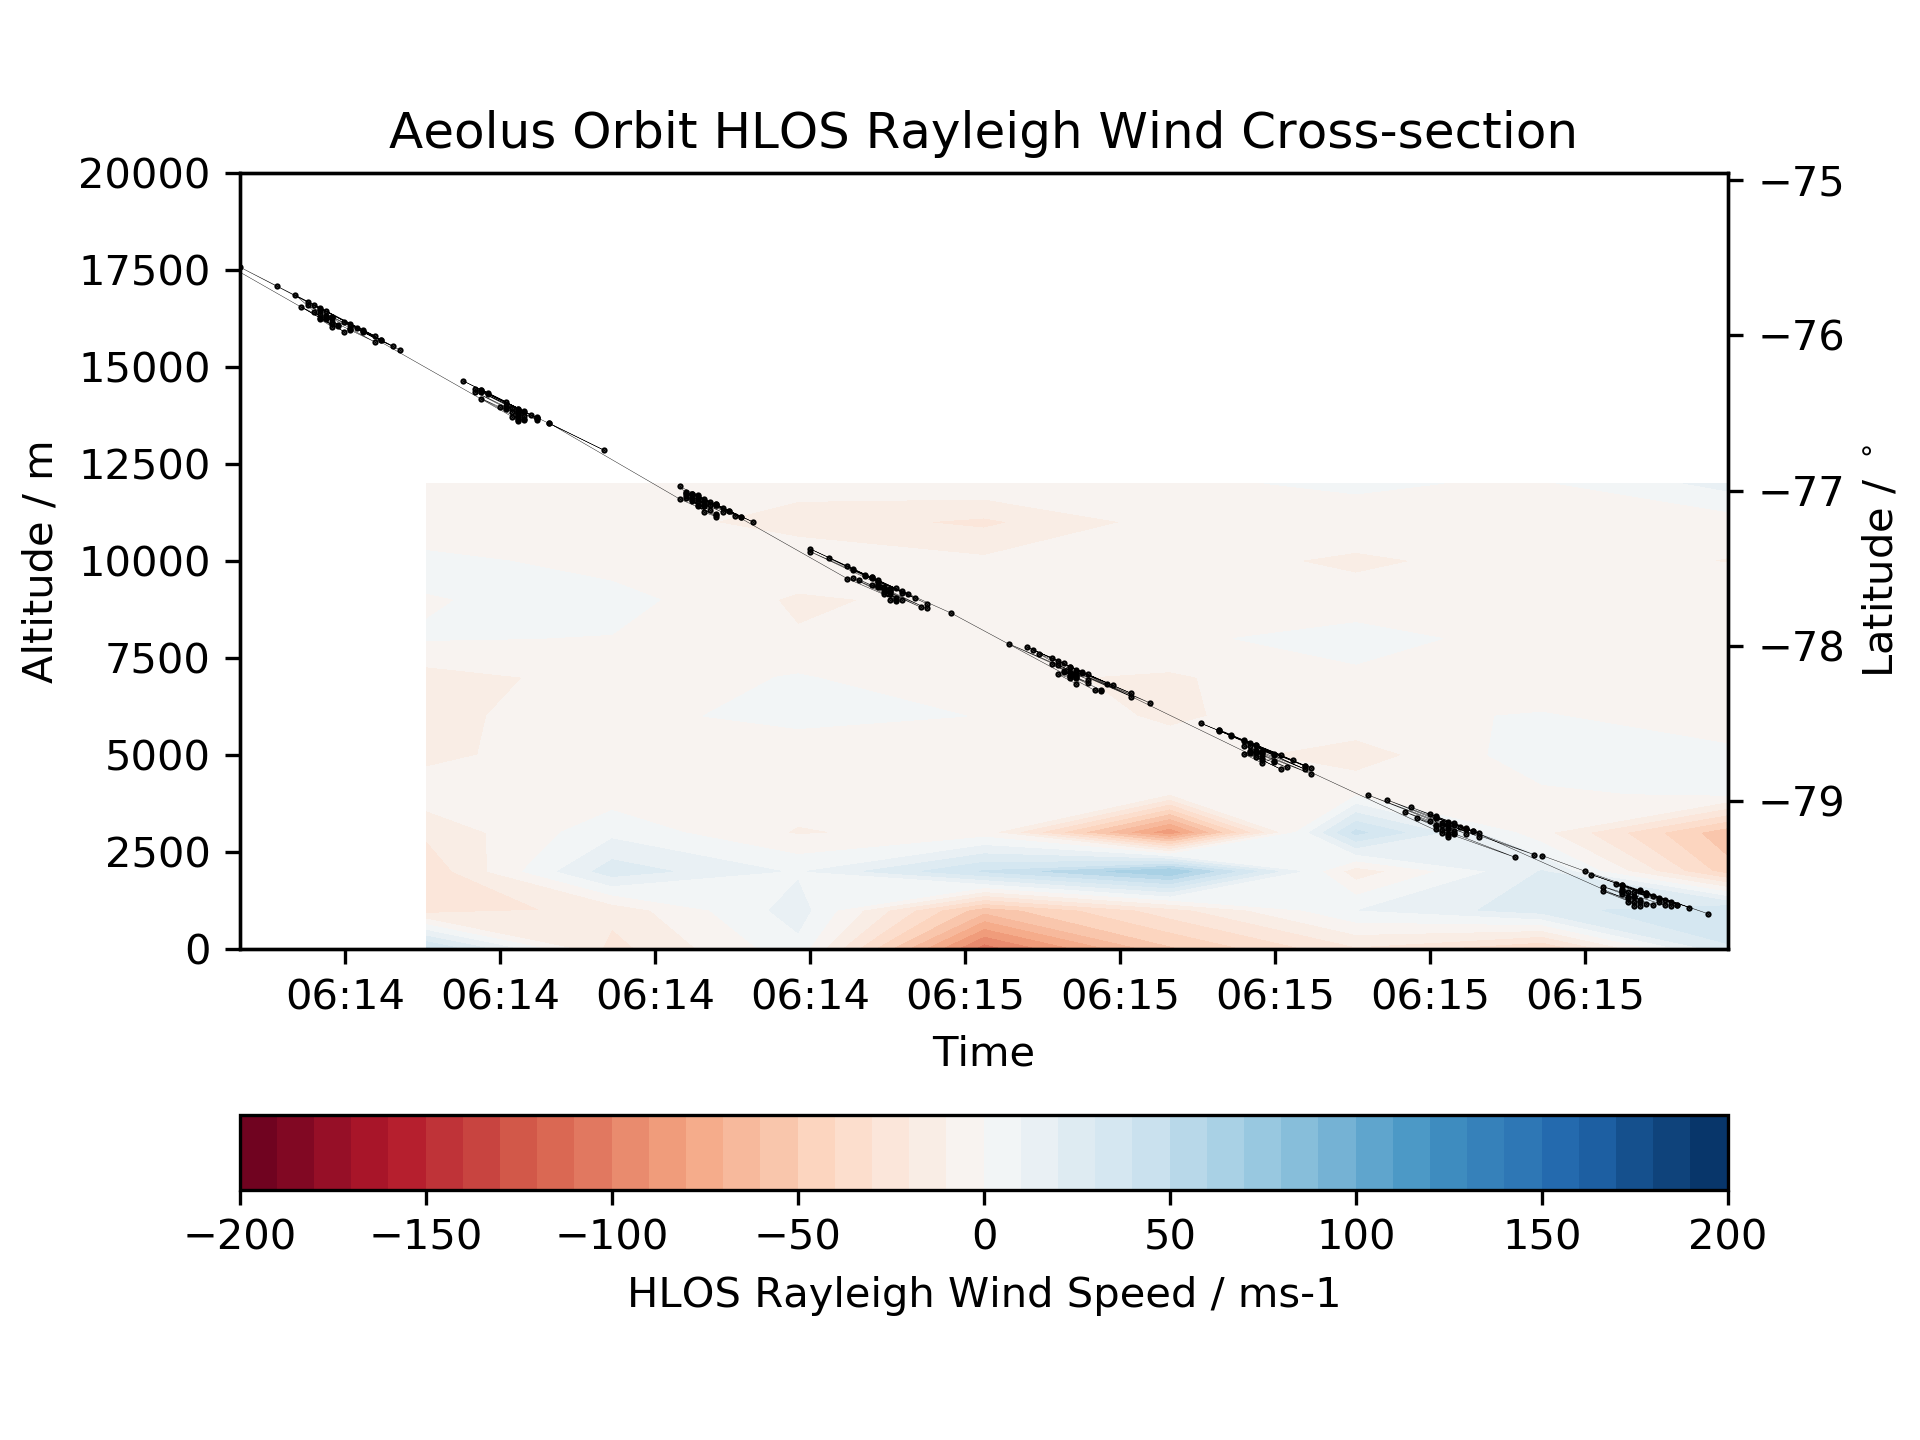 Aeolus Orbit HLOS Rayleigh Wind Cross-section
20000
17500
15000
12500
10000
7500
5000
2500
0
Altitude / m
−75
−76
−77
−78
−79
Latitude / °
06:14 06:14 06:14 06:14 06:15 06:15 06:15 06:15 06:15
Time
−200 −150 −100 −50 0 50 100 150 200
HLOS Rayleigh Wind Speed / ms-1